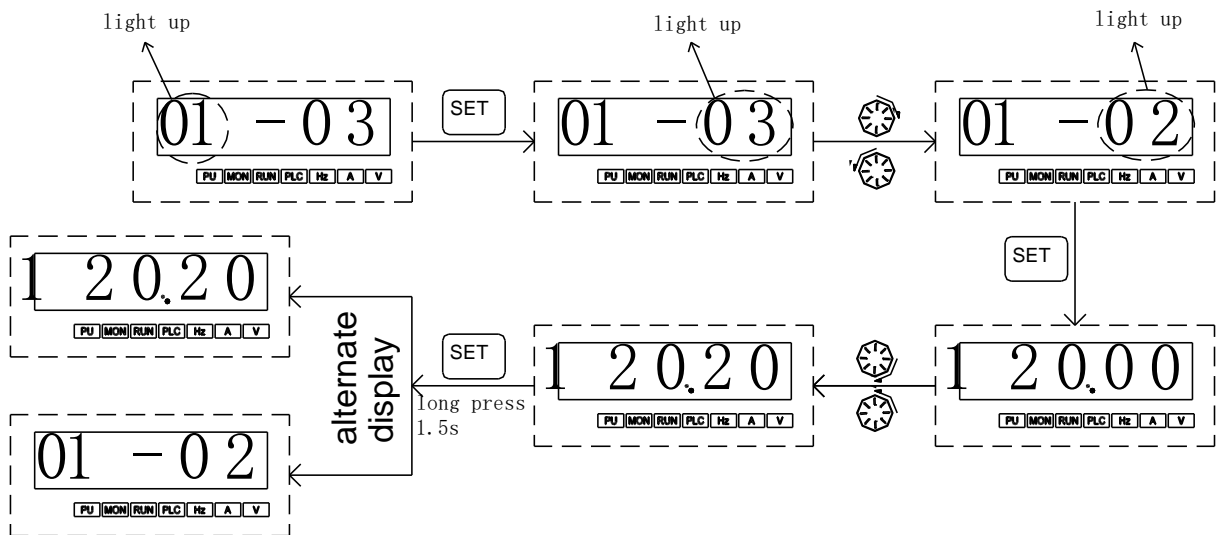 light up
light up
light up
01 -03
SET
01 -03
01 -02
PU MON RUN PLC Hz A V
PU MON RUN PLC Hz A V
PU MON RUN PLC Hz A V
SET
1 20.20
PU MON RUN PLC Hz A V
alternate
display
SET
long press
1.5s
1 20.20
PU MON RUN PLC Hz A V
1 20.00
PU MON RUN PLC Hz A V
01 -02
PU MON RUN PLC Hz A V